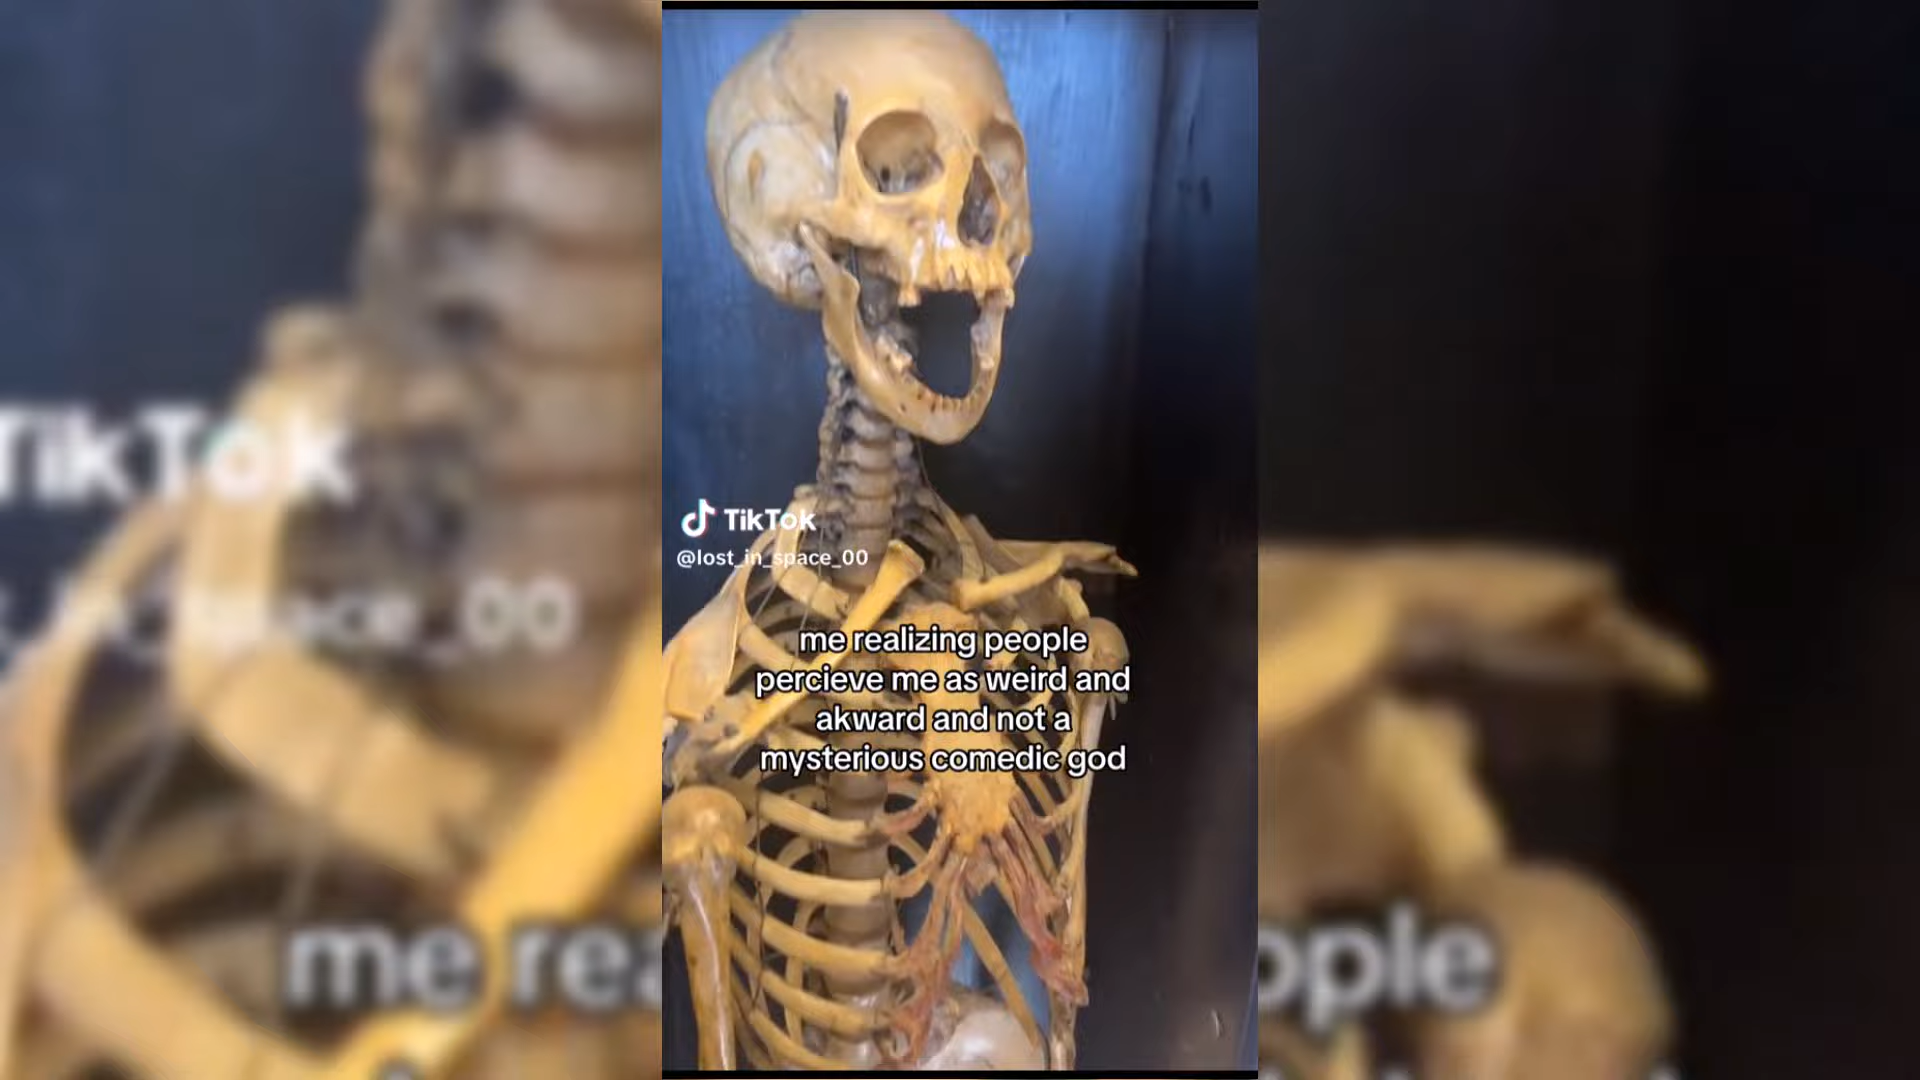 TikTok
@lost_in_space_00
me realizing people
percieve me as weird and
akward and not a
mysterious comedic god